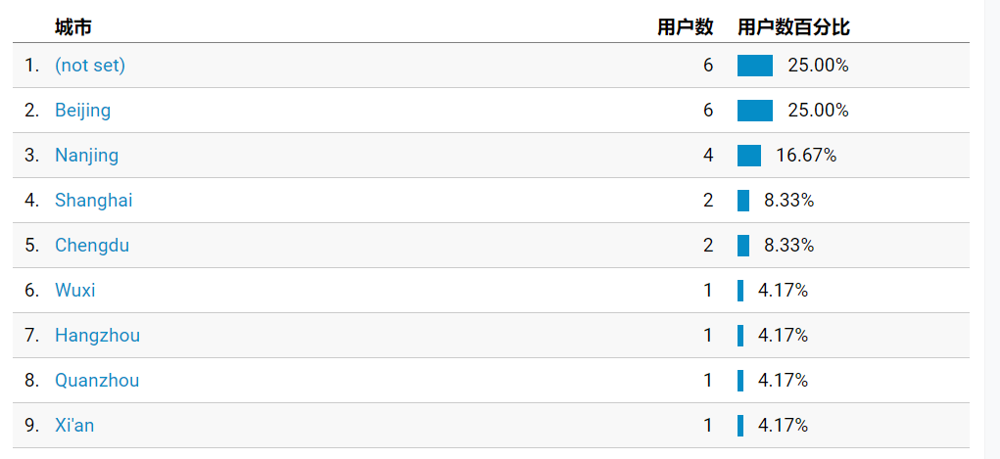 城市 用户数 用户数百分比
1. (not set) 6 25.00%
2. Beijing 6 25.00%
3. Nanjing 4 16.67%
4. Shanghai 2 8.33%
5. Chengdu 2 8.33%
6. Wuxi 1 4.17%
7. Hangzhou 1 4.17%
8. Quanzhou 1 4.17%
9. Xi'an 1 4.17%